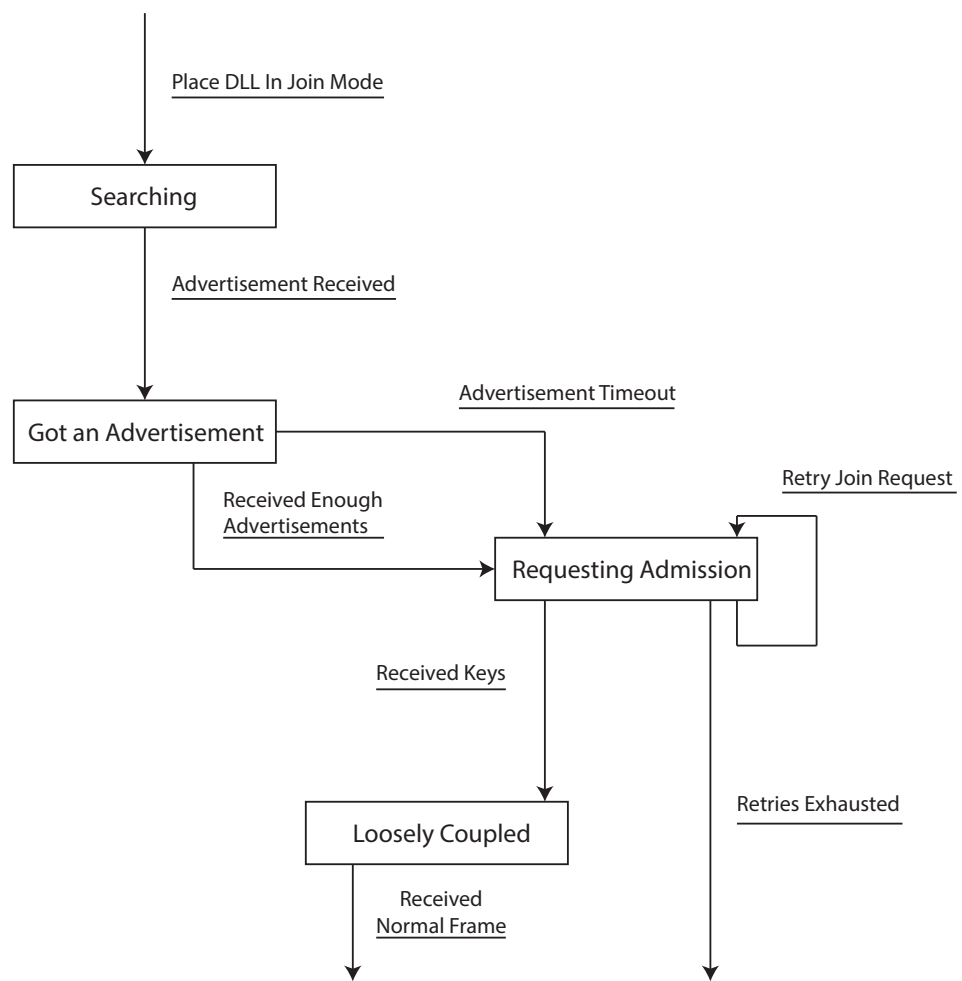 Place DLL In Join Mode
Searching
Advertisement Received
Advertisement Timeout
Got an Advertisement
Retry Join Request
Received Enough
Advertisements
Requesting Admission
Received Keys
Retries Exhausted
Loosely Coupled
Received
Normal Frame